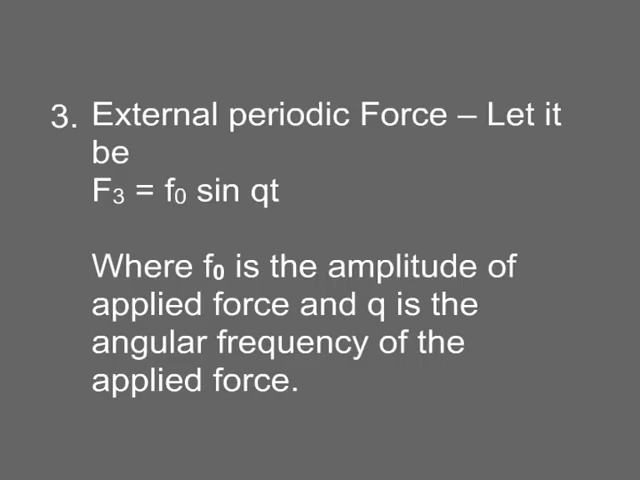 3. External periodic Force – Let it
be
F₃ = f₀ sin qt
Where f₀ is the amplitude of
applied force and q is the
angular frequency of the
applied force.